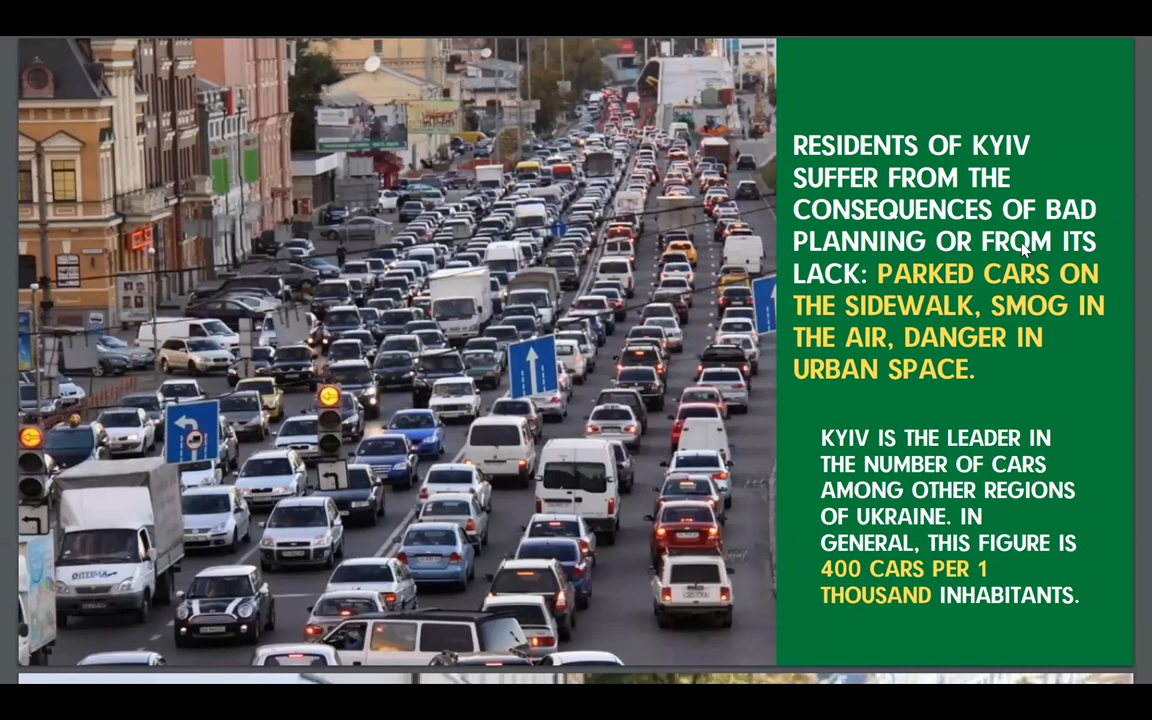 RESIDENTS OF KYIV
SUFFER FROM THE
CONSEQUENCES OF BAD
PLANNING OR FROM ITS
LACK: PARKED CARS ON
THE SIDEWALK, SMOG IN
THE AIR, DANGER IN
URBAN SPACE.
KYIV IS THE LEADER IN
THE NUMBER OF CARS
AMONG OTHER REGIONS
OF UKRAINE. IN
GENERAL, THIS FIGURE IS
400 CARS PER 1
THOUSAND INHABITANTS.